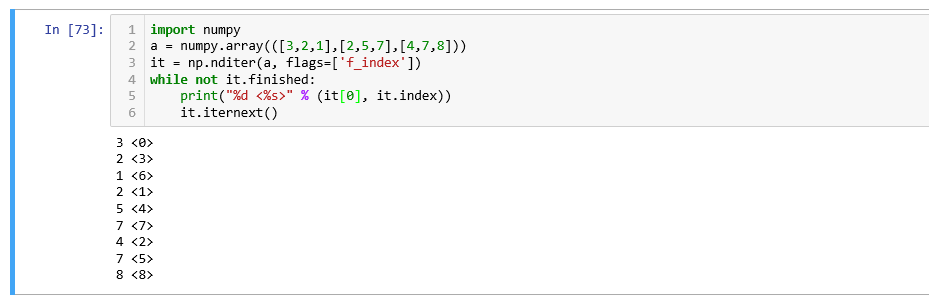 In [73]:
1 import numpy
2 a = numpy.array(([3,2,1],[2,5,7],[4,7,8]))
3 it = np.nditer(a, flags=['f_index'])
4 while not it.finished:
5     print("%d <%s>" % (it[0], it.index))
6     it.iternext()
3 <0>
2 <3>
1 <6>
2 <1>
5 <4>
7 <7>
4 <2>
7 <5>
8 <8>